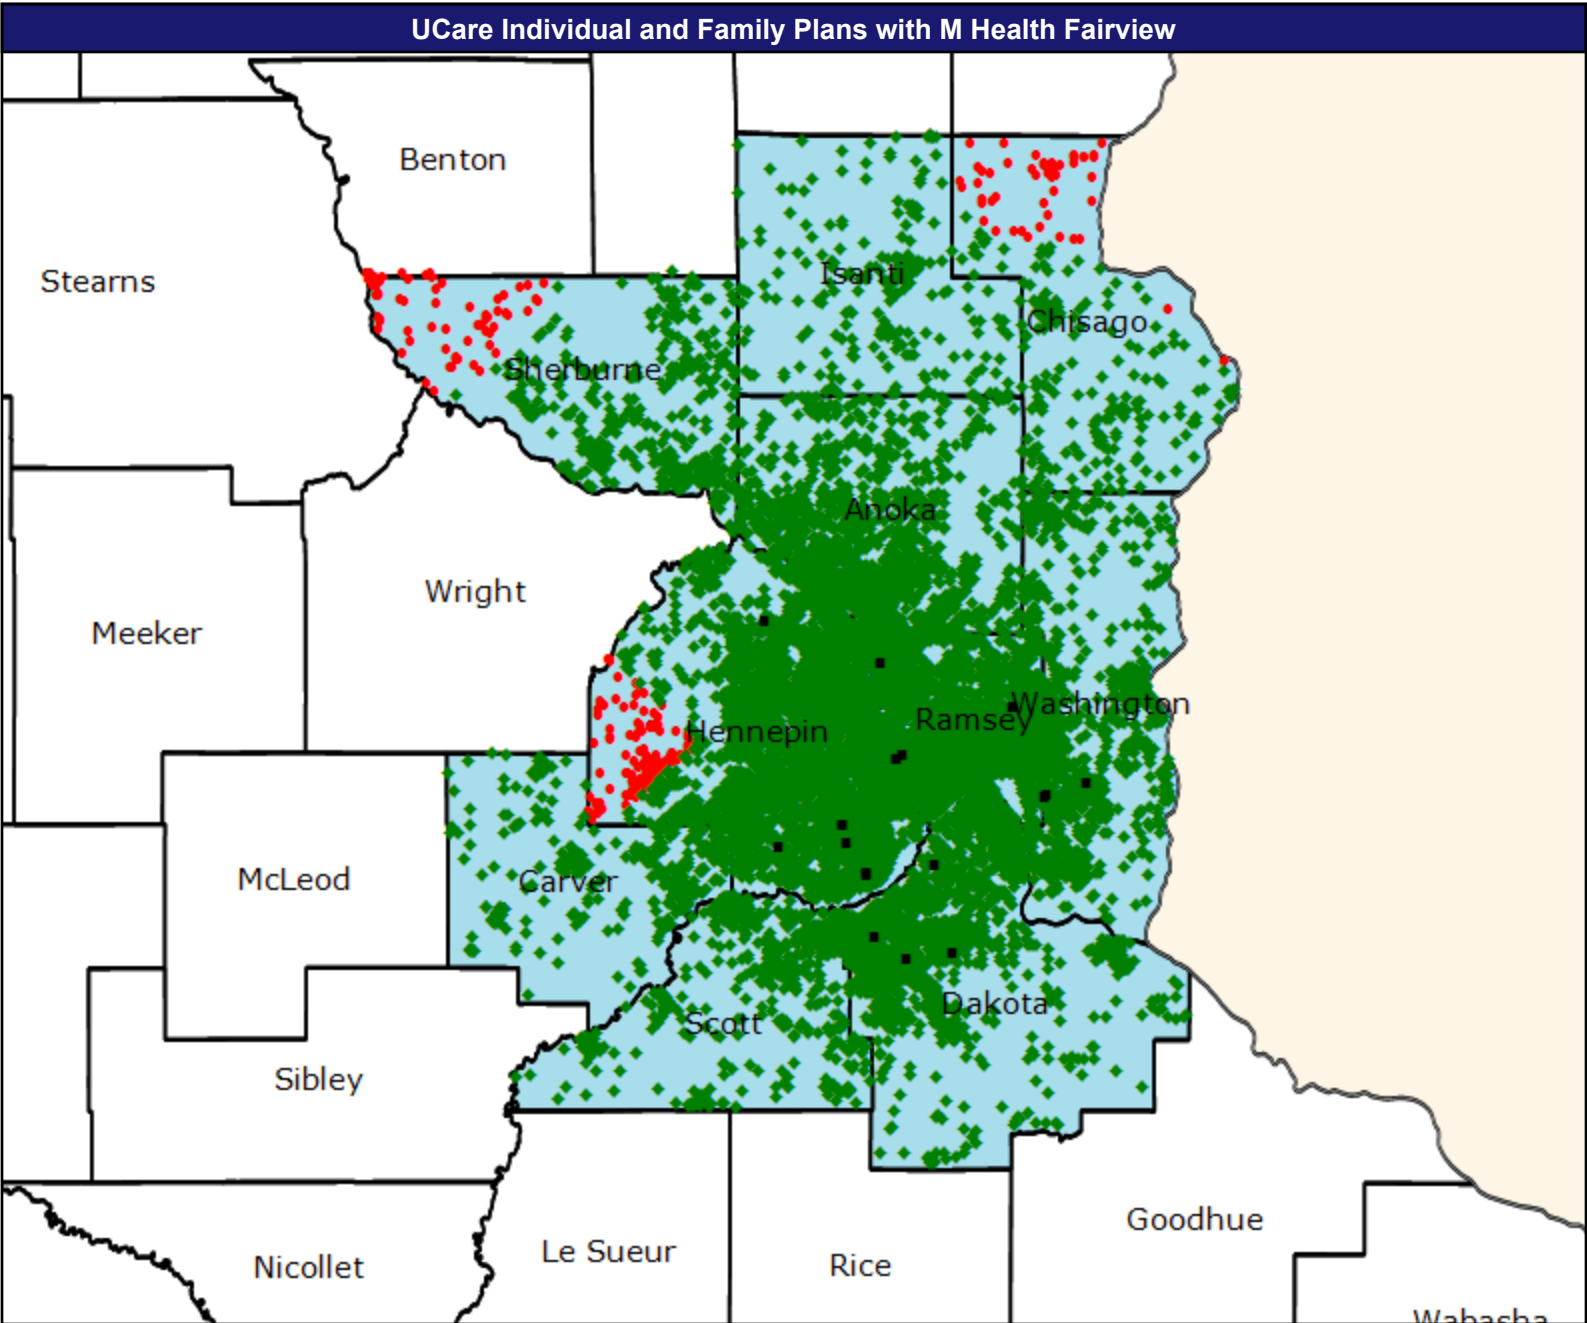 UCare Individual and Family Plans with M Health Fairview
Benton
Stearns
Isanti
Chisago
Sherburne
Anoka
Wright
Meeker
Washington
Ramsey
Hennepin
McLeod
Carver
Dakota
Scott
Sibley
Goodhue
Le Sueur
Rice
Nicollet
Wabasha